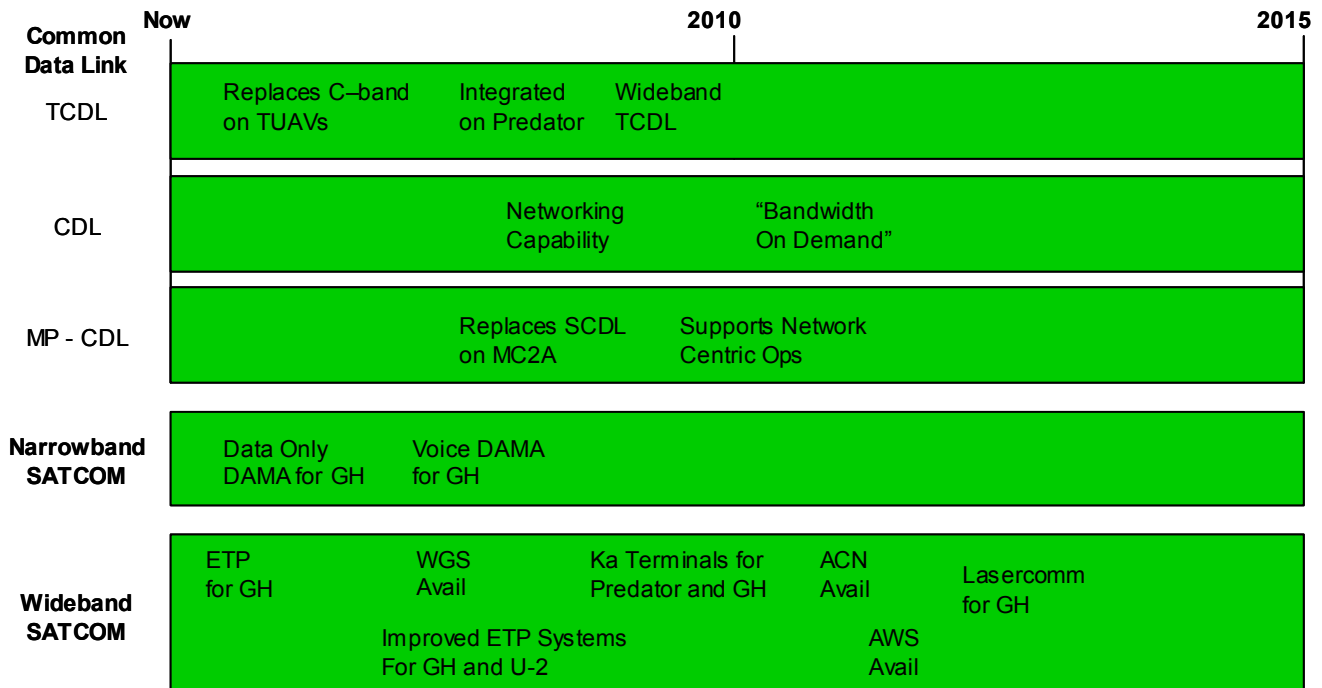 Now
2010
2015
Common
Data Link
TCDL
Replaces C–band
on TUAVs
Integrated
on Predator
Wideband
TCDL
CDL
Networking
Capability
“Bandwidth
On Demand”
MP - CDL
Replaces SCDL
on MC2A
Supports Network
Centric Ops
Narrowband
SATCOM
Data Only
DAMA for GH
Voice DAMA
for GH
Wideband
SATCOM
ETP
for GH
WGS
Avail
Ka Terminals for
Predator and GH
ACN
Avail
Lasercomm
for GH
Improved ETP Systems
For GH and U-2
AWS
Avail